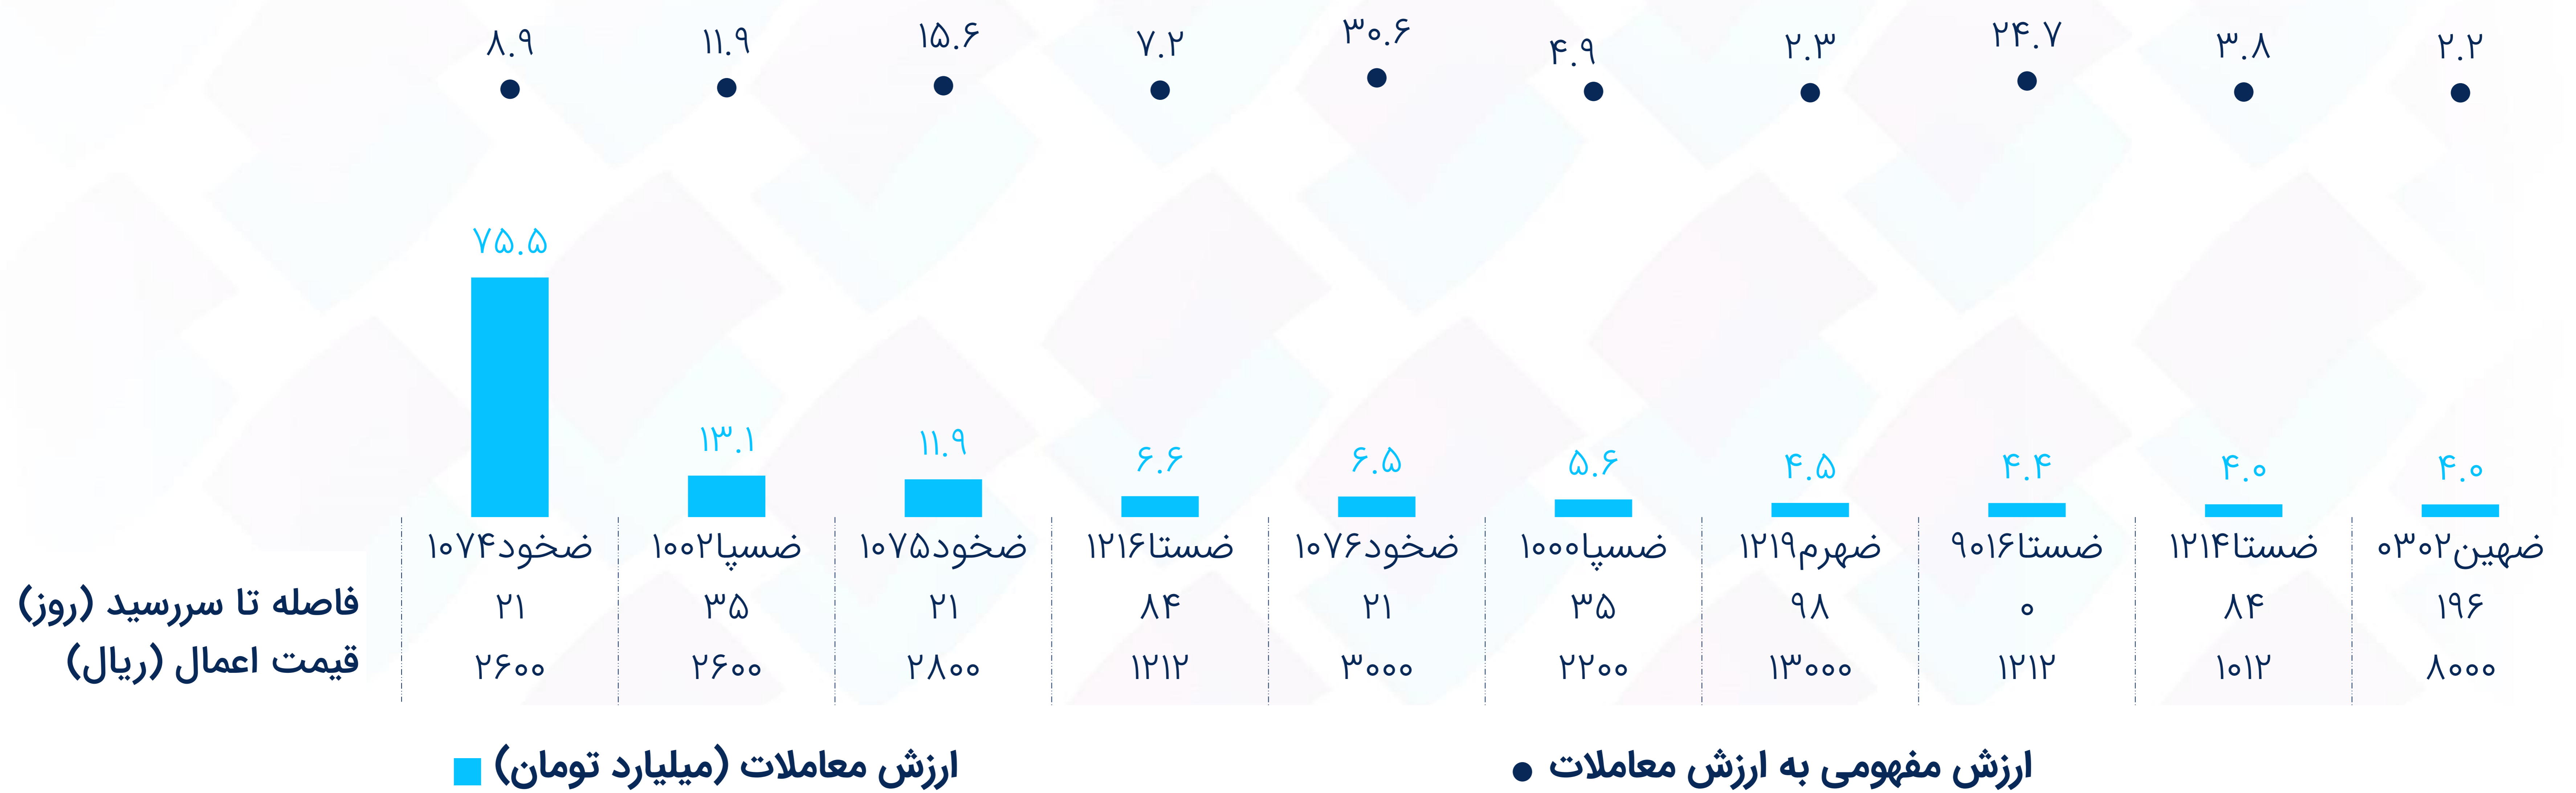 ۸.۹ ۱۱.۹ ۱۵.۶ ۷.۲ ۳۰.۶ ۴.۹ ۲.۳ ۲۴.۷ ۳.۸ ۲.۲
۷۵.۵ ۱۳.۱ ۱۱.۹ ۶.۶ ۶.۵ ۵.۶ ۴.۵ ۴.۴ ۴.۰ ۴.۰
ضخود۱۰۷۴ ضسپا۱۰۰۲ ضخود۱۰۷۵ ضستا۱۲۱۶ ضخود۱۰۷۶ ضسپا۱۰۰۰ ضهرم۱۲۱۹ ضستا۹۰۱۶ ضستا۱۲۱۴ ضهین۰۳۰۲
فاصله تا سررسید (روز) ۲۱ ۳۵ ۲۱ ۸۴ ۲۱ ۳۵ ۹۸ ۰ ۸۴ ۱۹۶
قیمت اعمال (ریال) ۲۶۰۰ ۲۶۰۰ ۲۸۰۰ ۱۲۱۲ ۳۰۰۰ ۲۲۰۰ ۱۳۰۰۰ ۱۲۱۲ ۱۰۱۲ ۸۰۰۰
ارزش معاملات (میلیارد تومان) ارزش مفهومی به ارزش معاملات